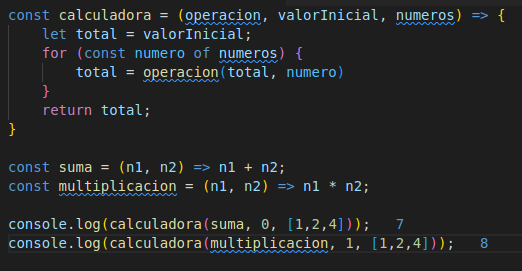 const calculadora = (operacion, valorInicial, numeros) => {
    let total = valorInicial;
    for (const numero of numeros) {
        total = operacion(total, numero)
    }
    return total;
}
const suma = (n1, n2) => n1 + n2;
const multiplicacion = (n1, n2) => n1 * n2;
console.log(calculadora(suma, 0, [1,2,4]));   7
console.log(calculadora(multiplicacion, 1, [1,2,4]));   8